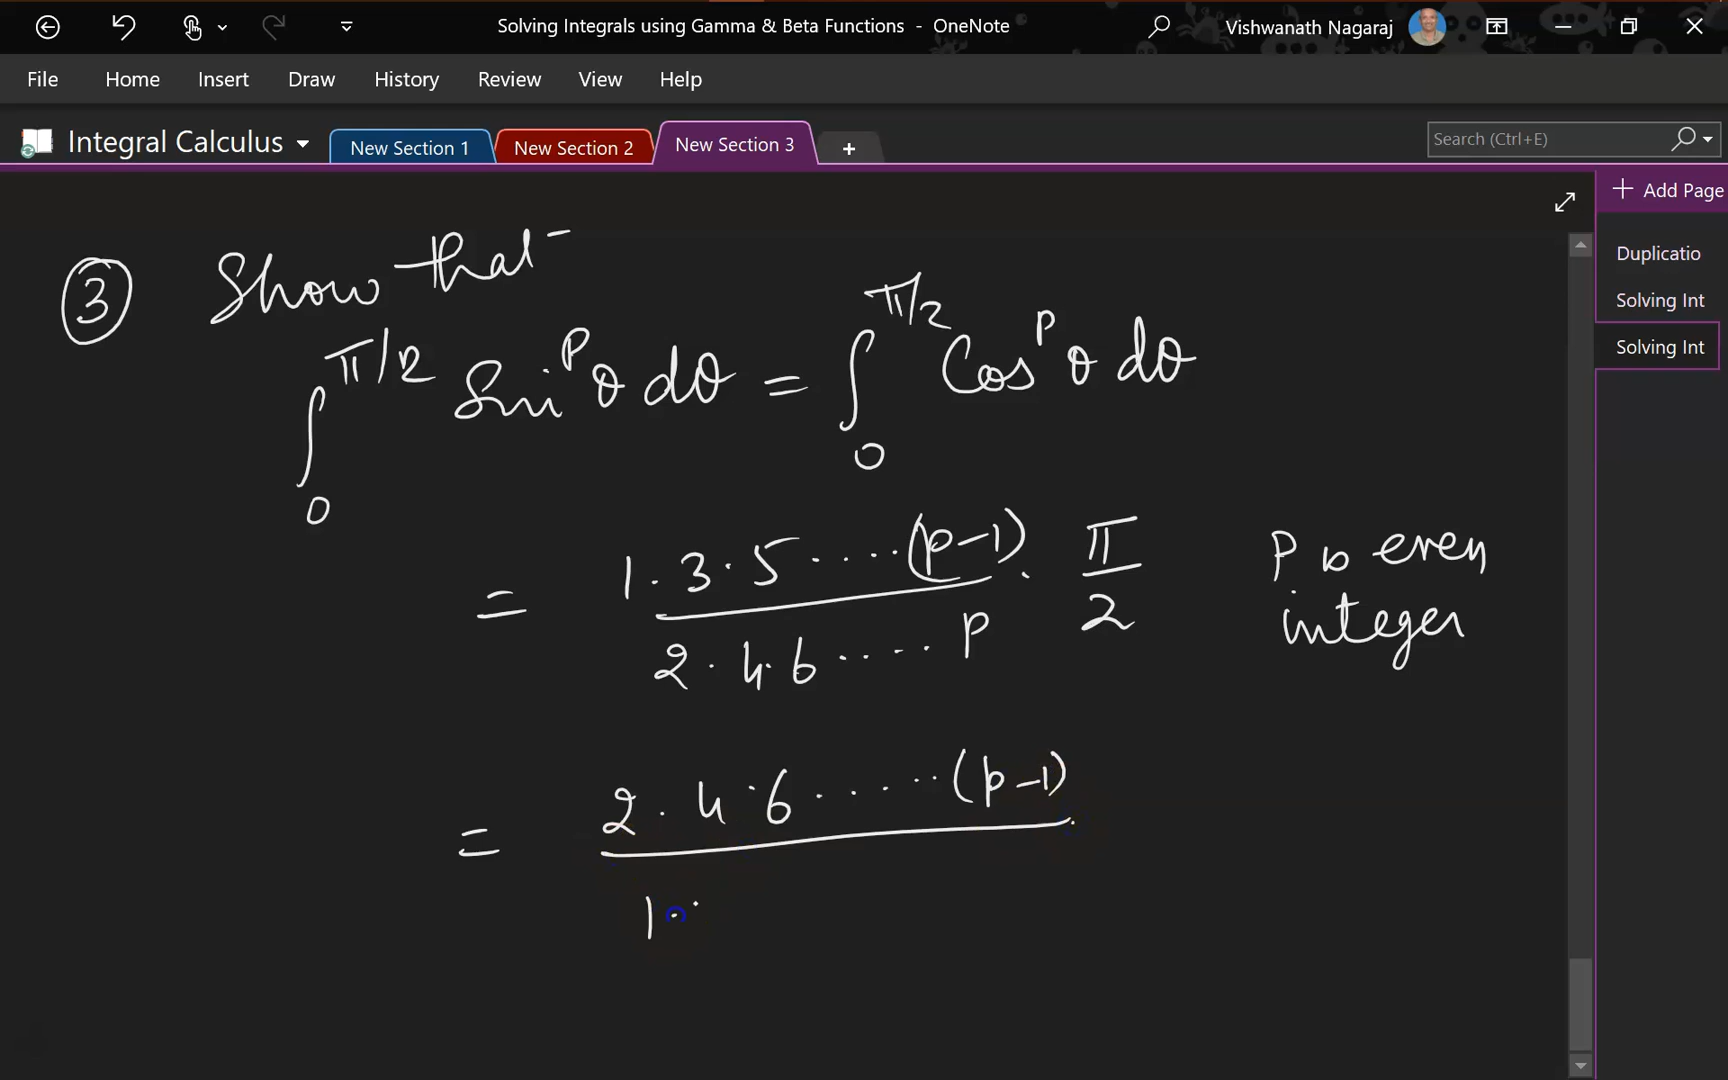 Solving Integrals using Gamma & Beta Functions - OneNote
Vishwanath Nagaraj
File Home Insert Draw History Review View Help
Integral Calculus New Section 1 New Section 2 New Section 3 +
Search (Ctrl+E)
Add Page
Duplicatio
Solving Int
Solving Int
③ Show that
∫₀^{π/2} Sin^p θ dθ = ∫₀^{π/2} Cos^p θ dθ
= 1·3·5····(p-1) / 2·4·6····p · π/2 P is even
integer
= 2·4·6·····(p-1) / 1·